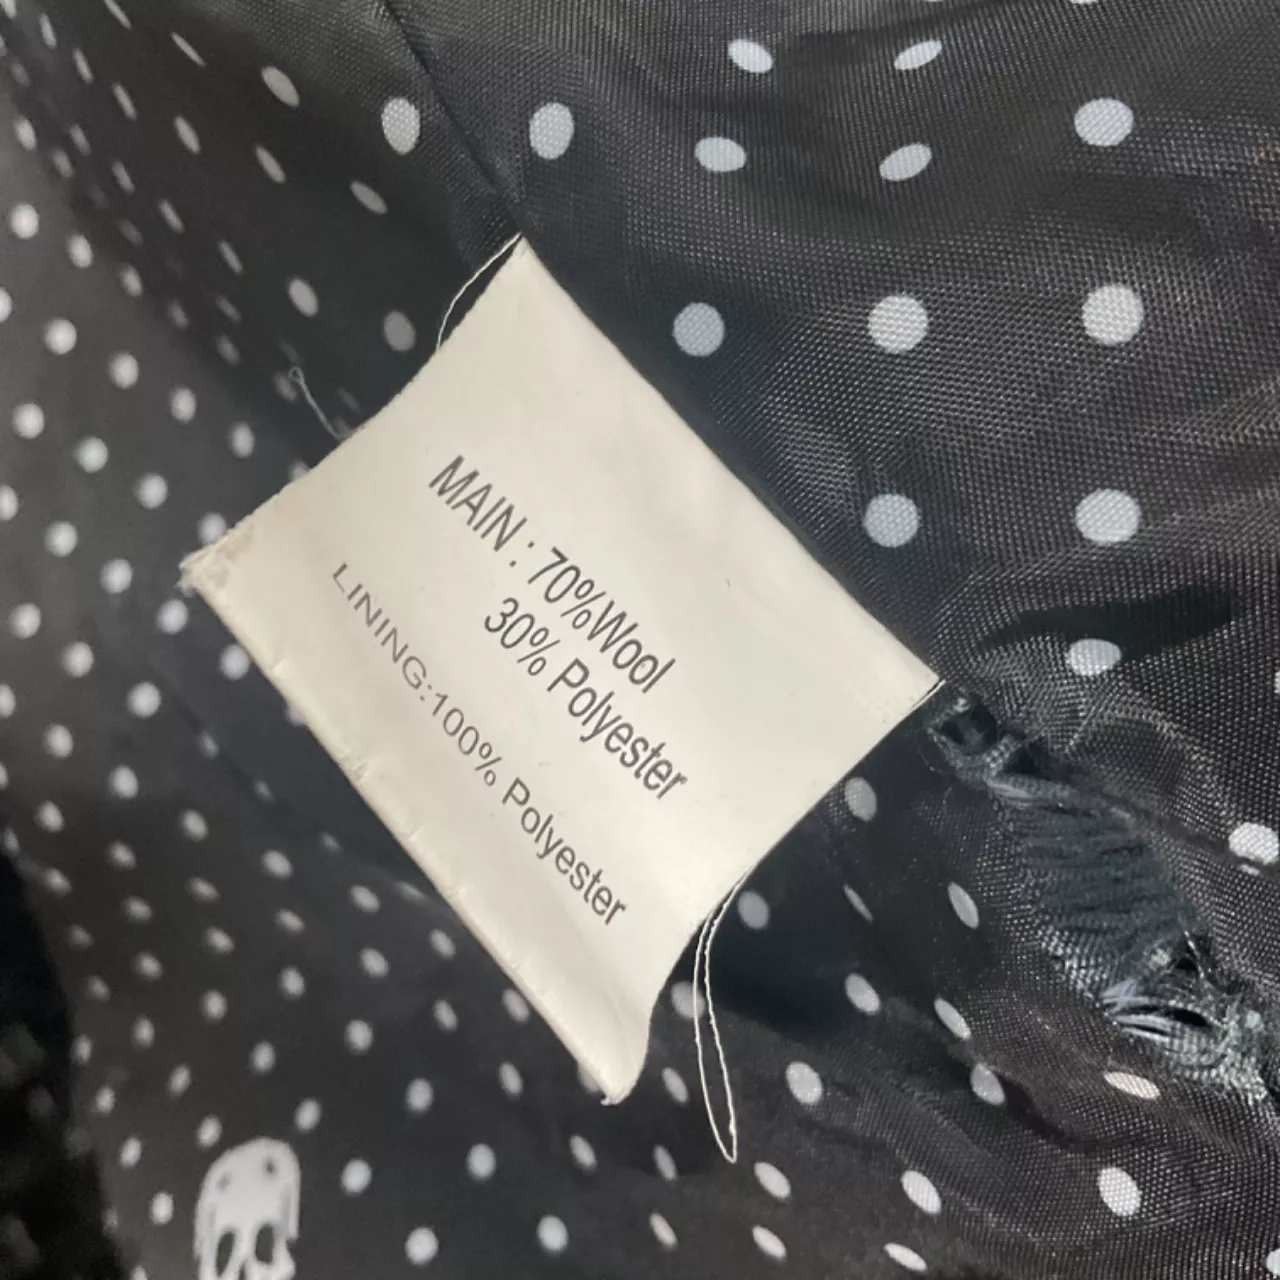 MAIN : 70%Wool
30% Polyester
LINING:100% Polyester